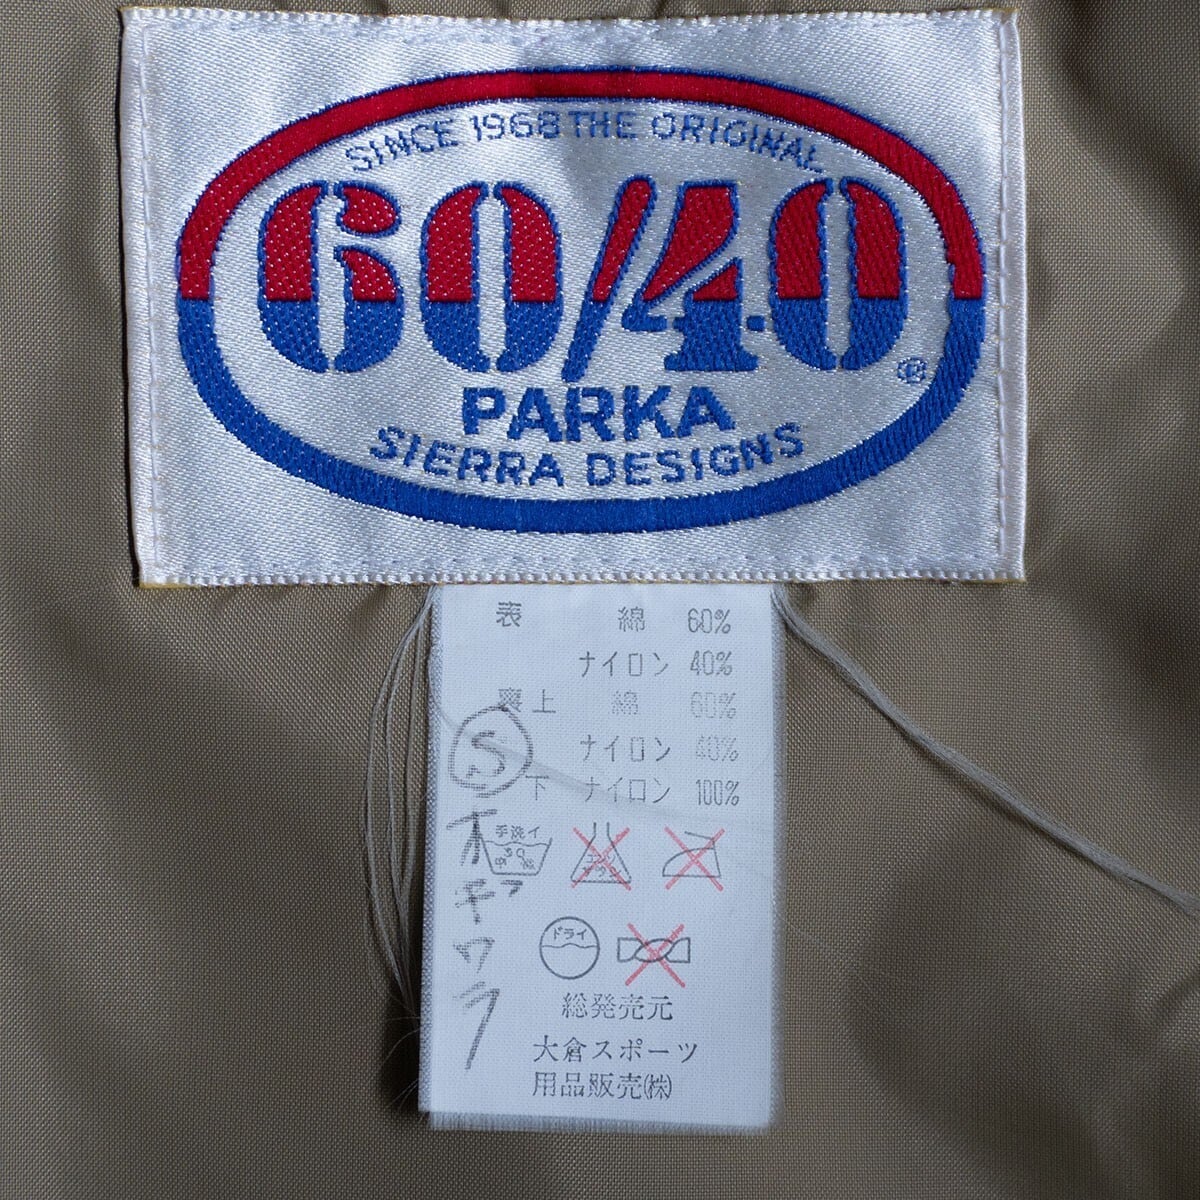 SINCE 1968 THE ORIGINAL
60/40
®
PARKA
SIERRA DESIGNS
表 綿 60%
ナイロン 40%
裏上 綿 60%
ナイロン 40%
下 ナイロン 100%
S
手洗イ
30
ドライ
総発売元
大倉スポーツ
用品販売㈱